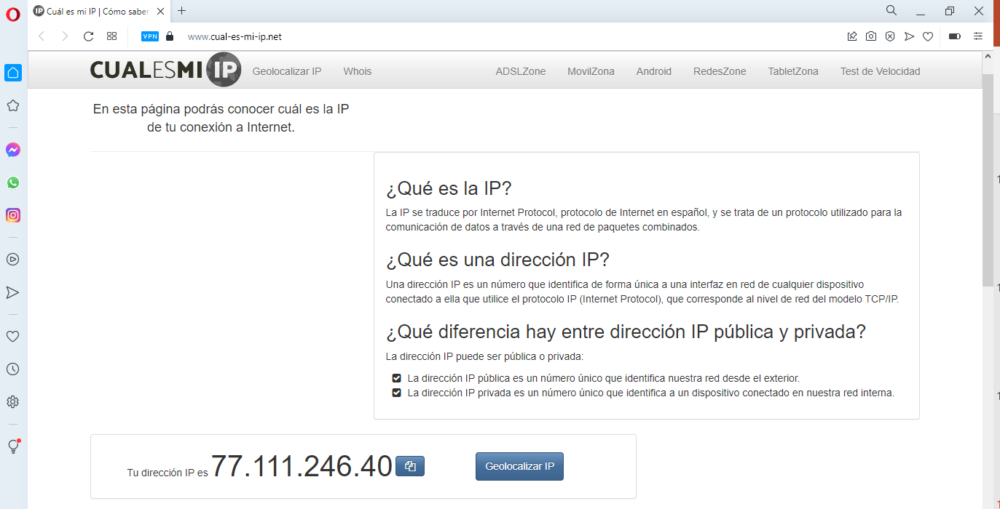 IP Cuál es mi IP | Cómo saber
VPN www.cual-es-mi-ip.net
CUALESMI IP Geolocalizar IP Whois ADSLZone MovilZona Android RedesZone TabletZona Test de Velocidad
En esta página podrás conocer cuál es la IP
de tu conexión a Internet.
¿Qué es la IP?
La IP se traduce por Internet Protocol, protocolo de Internet en español, y se trata de un protocolo utilizado para la
comunicación de datos a través de una red de paquetes combinados.
¿Qué es una dirección IP?
Una dirección IP es un número que identifica de forma única a una interfaz en red de cualquier dispositivo
conectado a ella que utilice el protocolo IP (Internet Protocol), que corresponde al nivel de red del modelo TCP/IP.
¿Qué diferencia hay entre dirección IP pública y privada?
La dirección IP puede ser pública o privada:
La dirección IP pública es un número único que identifica nuestra red desde el exterior.
La dirección IP privada es un número único que identifica a un dispositivo conectado en nuestra red interna.
Tu dirección IP es 77.111.246.40 Geolocalizar IP